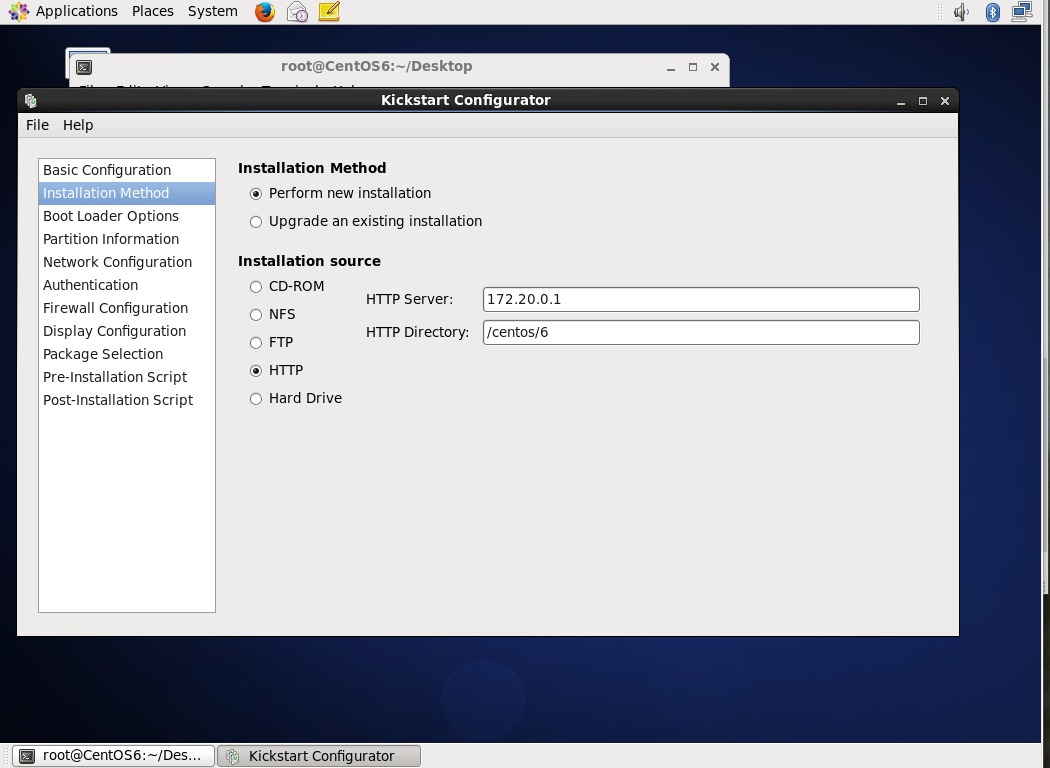 Applications Places System
root@CentOS6:~/Desktop
Kickstart Configurator
File Help
Basic Configuration
Installation Method
Boot Loader Options
Partition Information
Network Configuration
Authentication
Firewall Configuration
Display Configuration
Package Selection
Pre-Installation Script
Post-Installation Script
Installation Method
Perform new installation
Upgrade an existing installation
Installation source
CD-ROM
NFS
FTP
HTTP
Hard Drive
HTTP Server: 172.20.0.1
HTTP Directory: /centos/6
root@CentOS6:~/Des... Kickstart Configurator